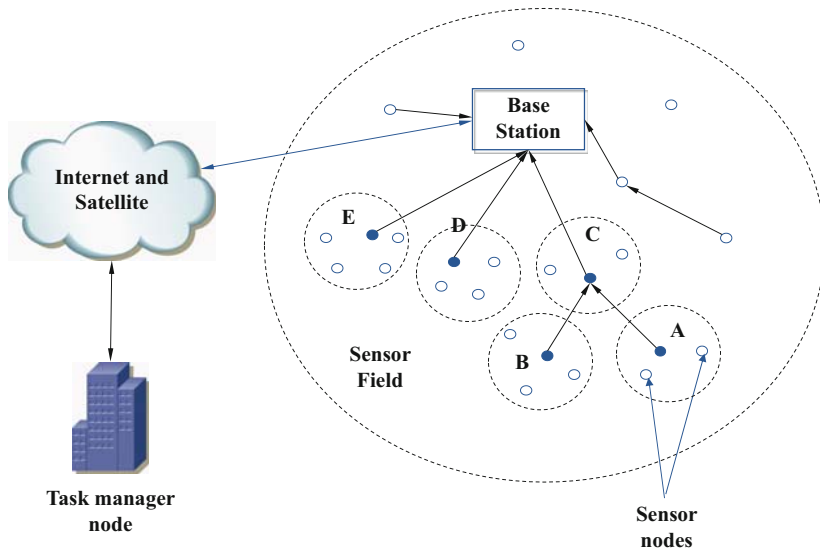 Base
Station
Internet and
Satellite
E
D
C
A
B
Sensor
Field
Task manager
node
Sensor
nodes